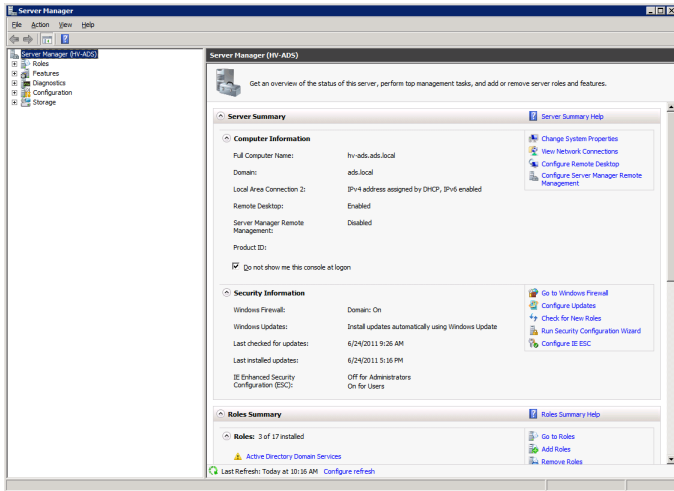 Server Manager
File Action View Help
Server Manager (HV-ADS)
Roles
Features
Diagnostics
Configuration
Storage
Server Manager (HV-ADS)
Get an overview of the status of this server, perform top management tasks, and add or remove server roles and features.
Server Summary
Server Summary Help
Computer Information
Full Computer Name: hv-ads.ads.local
Domain: ads.local
Local Area Connection 2: IPv4 address assigned by DHCP, IPv6 enabled
Remote Desktop: Enabled
Server Manager Remote Disabled
Management:
Product ID:
Do not show me this console at logon
Change System Properties
View Network Connections
Configure Remote Desktop
Configure Server Manager Remote
Management
Security Information
Windows Firewall: Domain: On
Windows Updates: Install updates automatically using Windows Update
Last checked for updates: 6/24/2011 9:26 AM
Last installed updates: 6/24/2011 5:16 PM
IE Enhanced Security Off for Administrators
Configuration (ESC): On for Users
Go to Windows Firewall
Configure Updates
Check for New Roles
Run Security Configuration Wizard
Configure IE ESC
Roles Summary
Roles Summary Help
Roles: 3 of 17 installed
Active Directory Domain Services
Go to Roles
Add Roles
Remove Roles
Last Refresh: Today at 10:16 AM Configure refresh